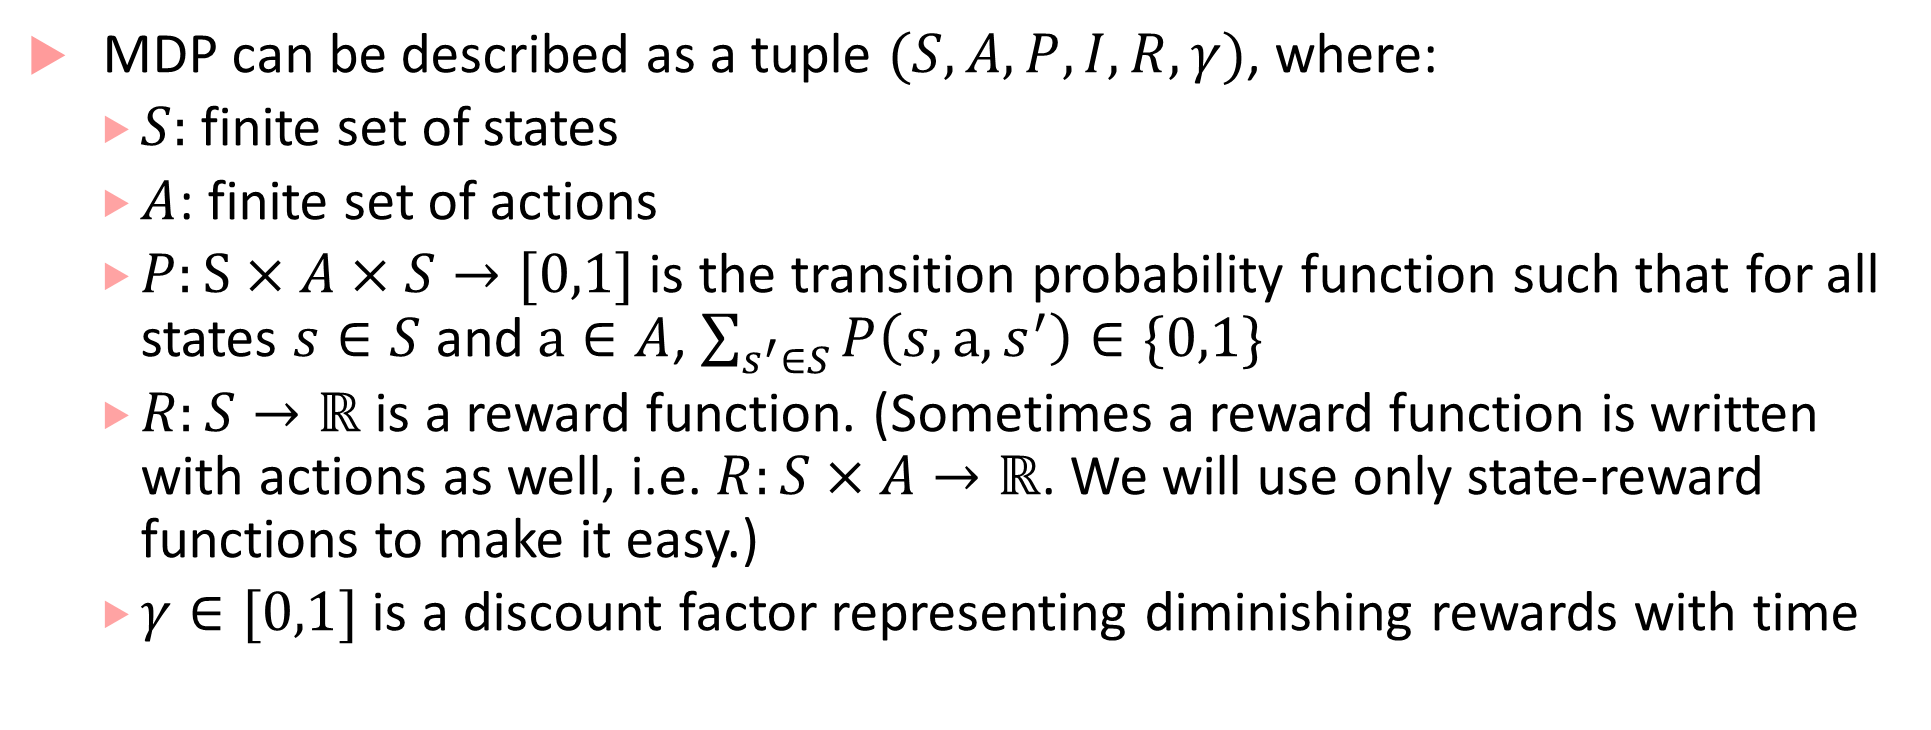 ▶ MDP can be described as a tuple (S, A, P, I, R, γ), where:
▶ S: finite set of states
▶ A: finite set of actions
▶ P: S × A × S → [0,1] is the transition probability function such that for all
states s ∈ S and a ∈ A, ∑_{s′∈S} P(s, a, s′) ∈ {0,1}
▶ R: S → ℝ is a reward function. (Sometimes a reward function is written
with actions as well, i.e. R: S × A → ℝ. We will use only state-reward
functions to make it easy.)
▶ γ ∈ [0,1] is a discount factor representing diminishing rewards with time